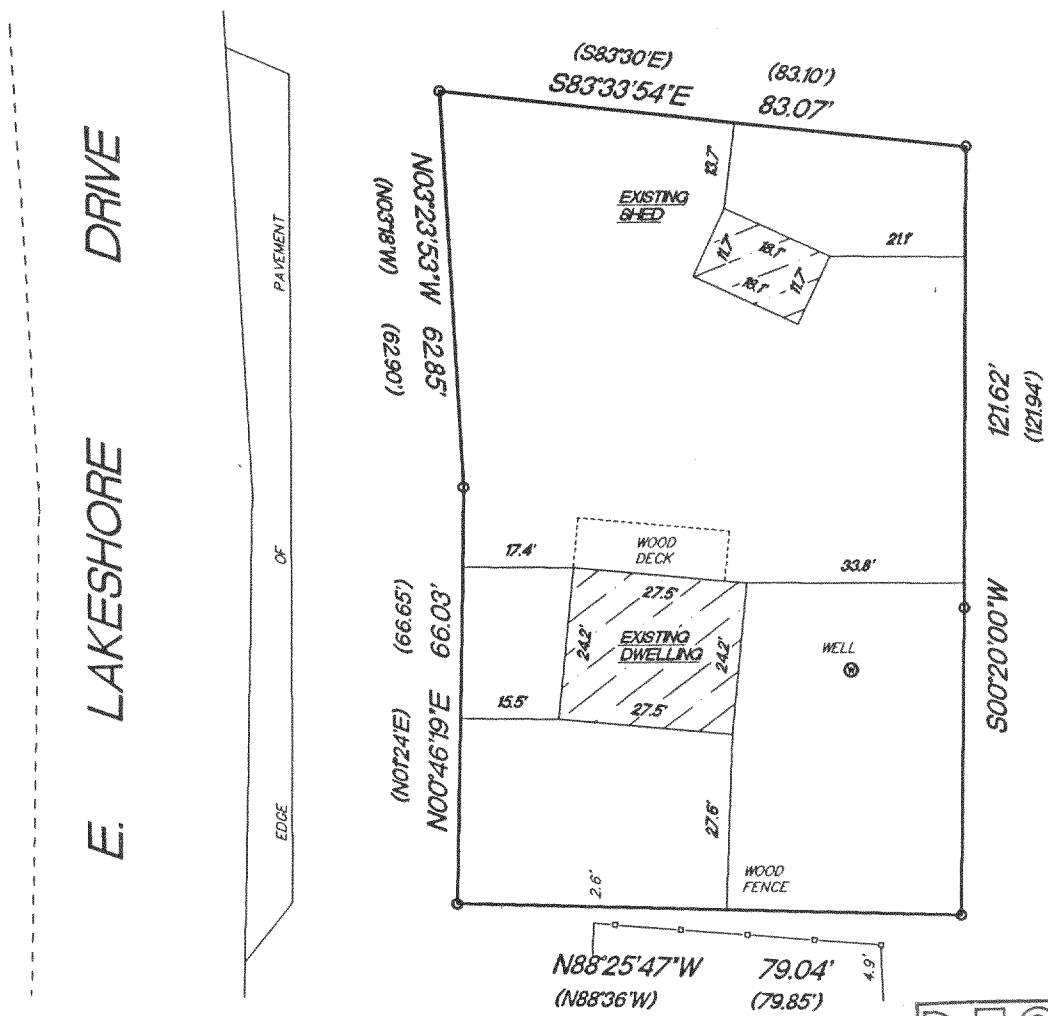 (S83°30'E)
S83°33'54"E
(83.10')
83.07'
E. LAKESHORE DRIVE
EDGE OF PAVEMENT
N03°23'53"W 62.85'
(N03°18'W) (62.90')
13.7'
EXISTING
SHED
18.1'
11.7'
11.7'
18.1'
21.1'
121.62'
(121.94')
S00°20'00"W
WOOD
DECK
17.4'
33.8'
27.5'
24.2'
EXISTING
DWELLING
24.2'
27.5'
15.5'
WELL
W
(N01°24'E) (66.65')
N00°46'19"E 66.03'
27.6'
WOOD
FENCE
2.6'
4.9'
N88°25'47"W 79.04'
(N88°36'W) (79.85')